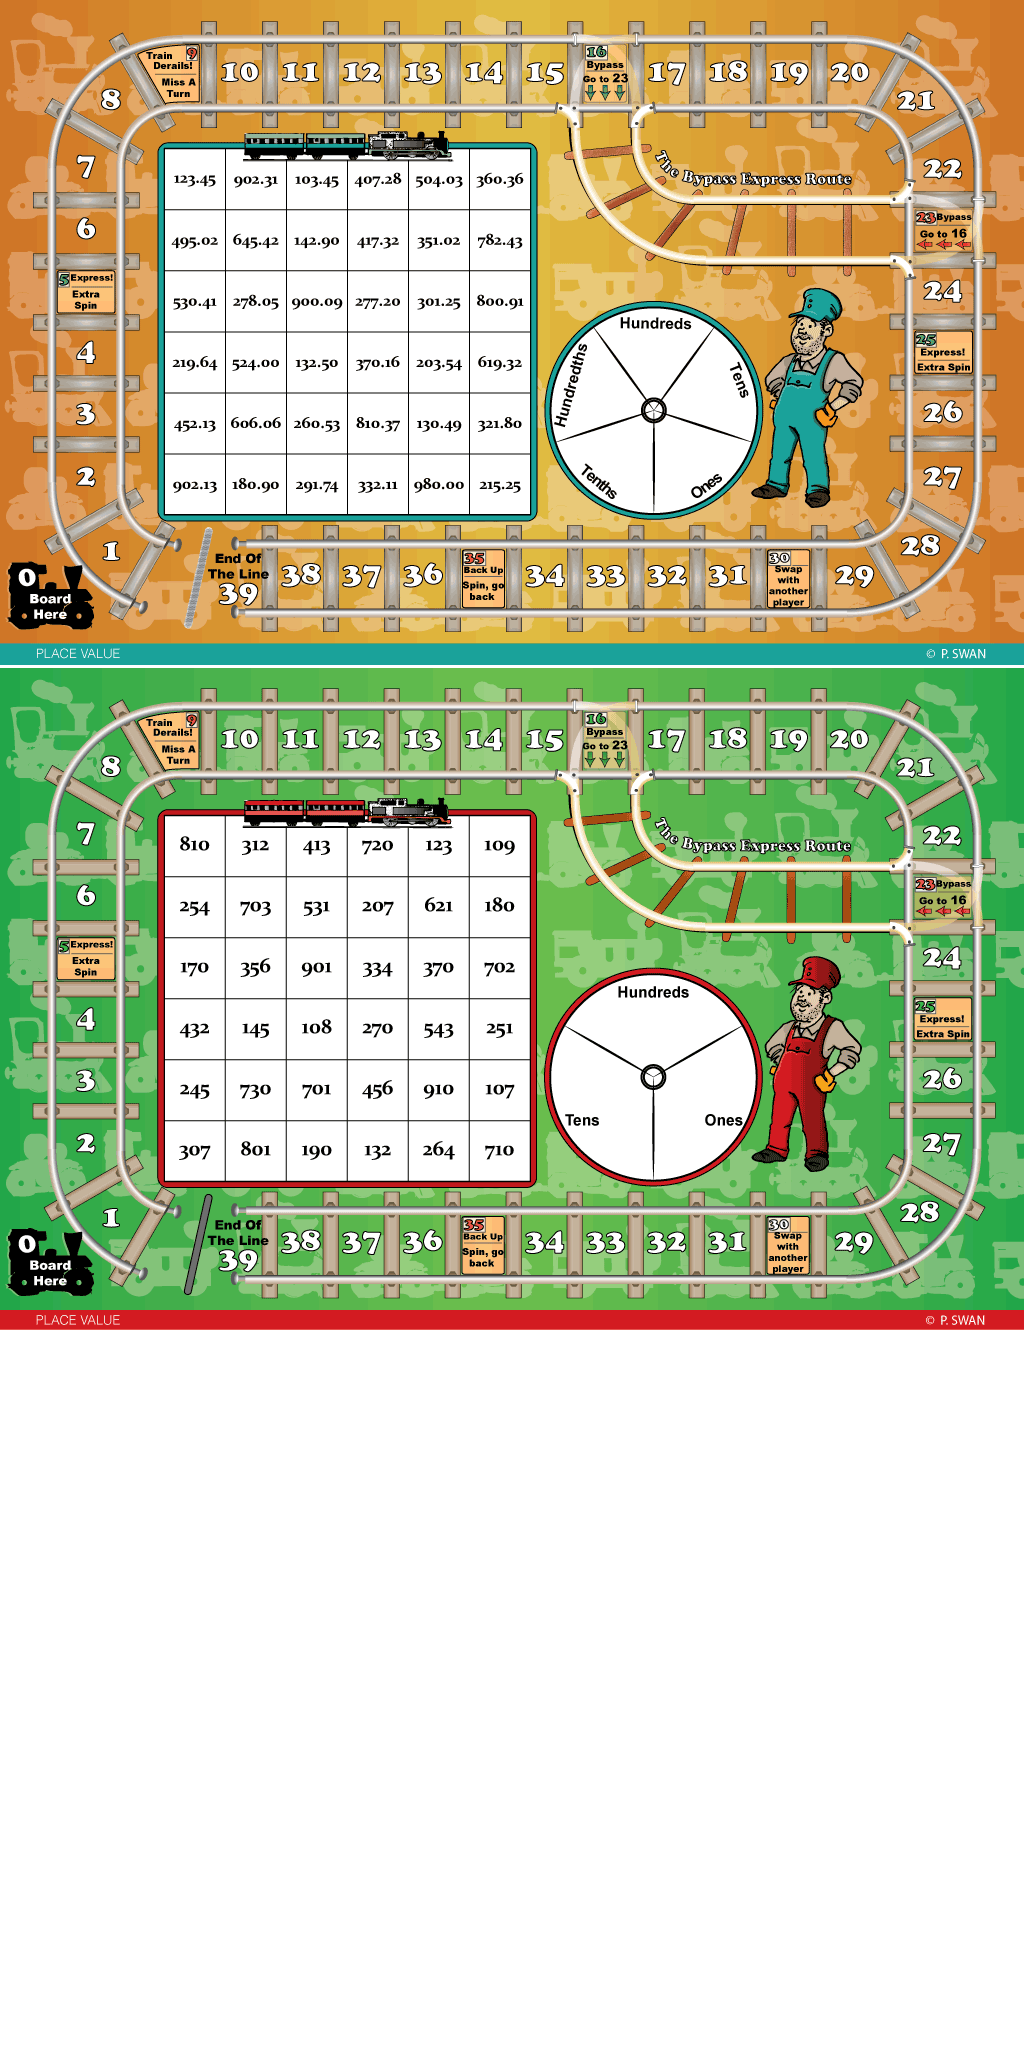 9
Train
Derails!
Miss A
Turn
10 11 12 13 14 15
16
Bypass
Go to 23
17 18 19 20
21
22
23 Bypass
Go to 16
24
25
Express!
Extra Spin
26
27
28
29
30
Swap
with
another
player
31
32
33
34
35
Back Up
Spin, go
back
36
37
38
End Of
The Line
39
8
7
6
5 Express!
Extra
Spin
4
3
2
1
0
Board
Here
The Bypass Express Route
123.45 902.31 103.45 407.28 504.03 360.36
495.02 645.42 142.90 417.32 351.02 782.43
530.41 278.05 900.09 277.20 301.25 800.91
219.64 524.00 132.50 370.16 203.54 619.32
452.13 606.06 260.53 810.37 130.49 321.80
902.13 180.90 291.74 332.11 980.00 215.25
Hundreds
Tens
Ones
Tenths
Hundredths
PLACE VALUE
© P. SWAN
9
Train
Derails!
Miss A
Turn
10 11 12 13 14 15
16
Bypass
Go to 23
17 18 19 20
21
22
23 Bypass
Go to 16
24
25
Express!
Extra Spin
26
27
28
29
30
Swap
with
another
player
31
32
33
34
35
Back Up
Spin, go
back
36
37
38
End Of
The Line
39
8
7
6
5 Express!
Extra
Spin
4
3
2
1
0
Board
Here
The Bypass Express Route
810 312 413 720 123 109
254 703 531 207 621 180
170 356 901 334 370 702
432 145 108 270 543 251
245 730 701 456 910 107
307 801 190 132 264 710
Hundreds
Tens
Ones
PLACE VALUE
© P. SWAN